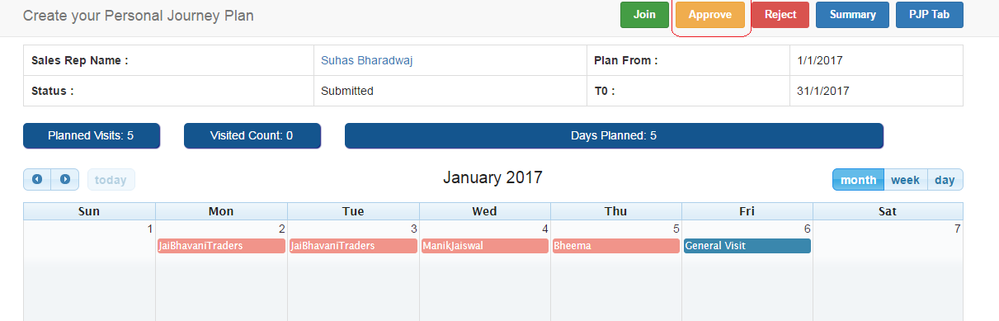 Create your Personal Journey Plan Join Approve Reject Summary PJP Tab
Sales Rep Name : Suhas Bharadwaj Plan From : 1/1/2017
Status : Submitted T0 : 31/1/2017
Planned Visits: 5 Visited Count: 0 Days Planned: 5
today January 2017 month week day
Sun Mon Tue Wed Thu Fri Sat
1 2 3 4 5 6 7
JaiBhavaniTraders JaiBhavaniTraders ManikJaiswal Bheema General Visit